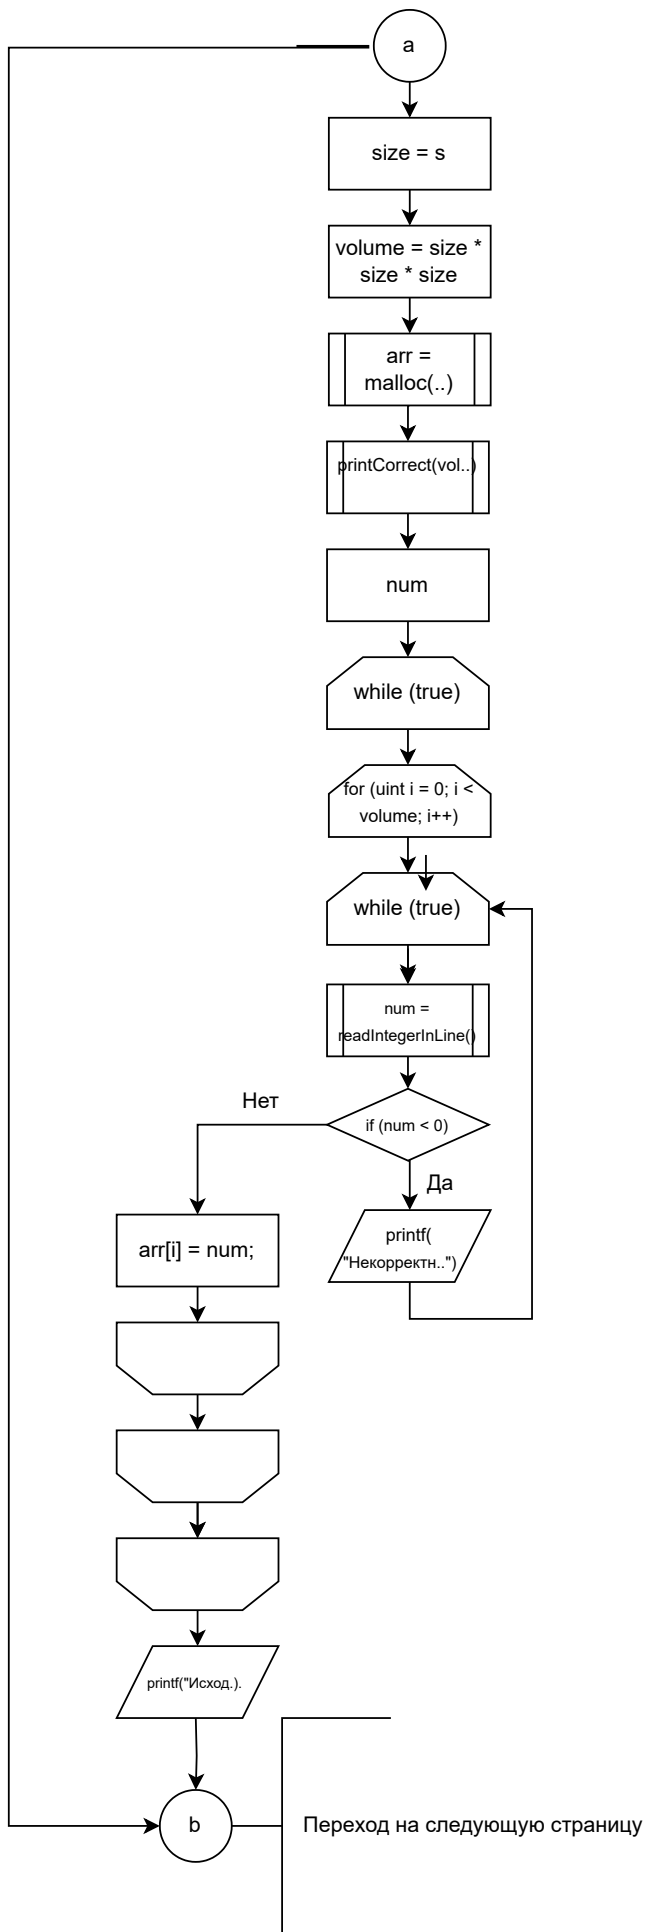 a
size = s
volume = size *
size * size
arr =
malloc(..)
printCorrect(vol..)
num
while (true)
for (uint i = 0; i <
volume; i++)
while (true)
num =
readIntegerInLine()
Нет
if (num < 0)
Да
arr[i] = num;
printf(
"Некорректн..")
printf("Исход.).
b
Переход на следующую страницу